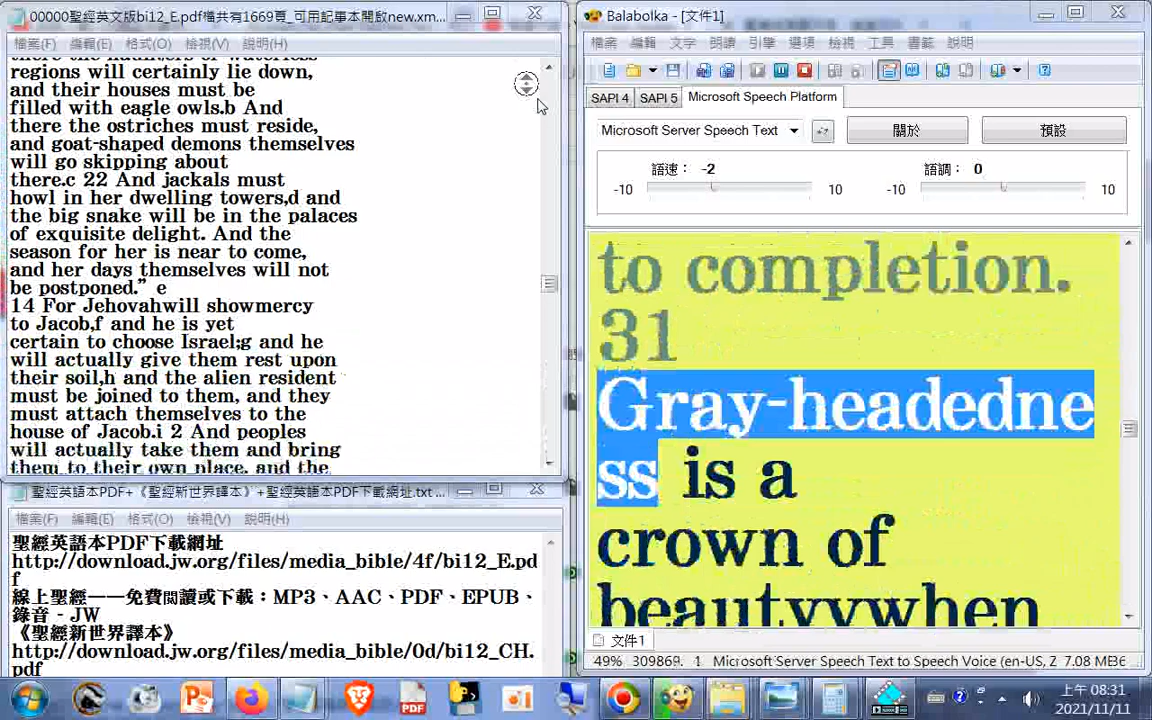 00000聖經英文版bi12_E.pdf檔共有1669頁_可用記事本開啟new.xm...
檔案(F) 編輯(E) 格式(O) 檢視(V) 說明(H)
there the haunters of waterless
regions will certainly lie down,
and their houses must be
filled with eagle owls.b And
there the ostriches must reside,
and goat-shaped demons themselves
will go skipping about
there.c 22 And jackals must
howl in her dwelling towers,d and
the big snake will be in the palaces
of exquisite delight. And the
season for her is near to come,
and her days themselves will not
be postponed.” e
14 For Jehovahwill showmercy
to Jacob,f and he is yet
certain to choose Israel;g and he
will actually give them rest upon
their soil,h and the alien resident
must be joined to them, and they
must attach themselves to the
house of Jacob.i 2 And peoples
will actually take them and bring
them to their own place, and the
聖經英語本PDF+《聖經新世界譯本》+聖經英語本PDF下載網址.txt ...
檔案(F) 編輯(E) 格式(O) 檢視(V) 說明(H)
聖經英語本PDF下載網址
http://download.jw.org/files/media_bible/4f/bi12_E.pd
f
線上聖經——免費閱讀或下載：MP3、AAC、PDF、EPUB、
錄音 - JW
《聖經新世界譯本》
http://download.jw.org/files/media_bible/0d/bi12_CH.
pdf
Balabolka - [文件1]
檔案 編輯 文字 朗讀 引擎 選項 檢視 工具 書籤 說明
SAPI 4 SAPI 5 Microsoft Speech Platform
Microsoft Server Speech Text 關於 預設
語速： -2 語調： 0
-10 10 -10 10
to completion.
31
Gray-headedne
ss is a
crown of
beautyywhen
文件1
49% 309869. 1 Microsoft Server Speech Text to Speech Voice (en-US, Z 7.08 MB
上午 08:31
2021/11/11